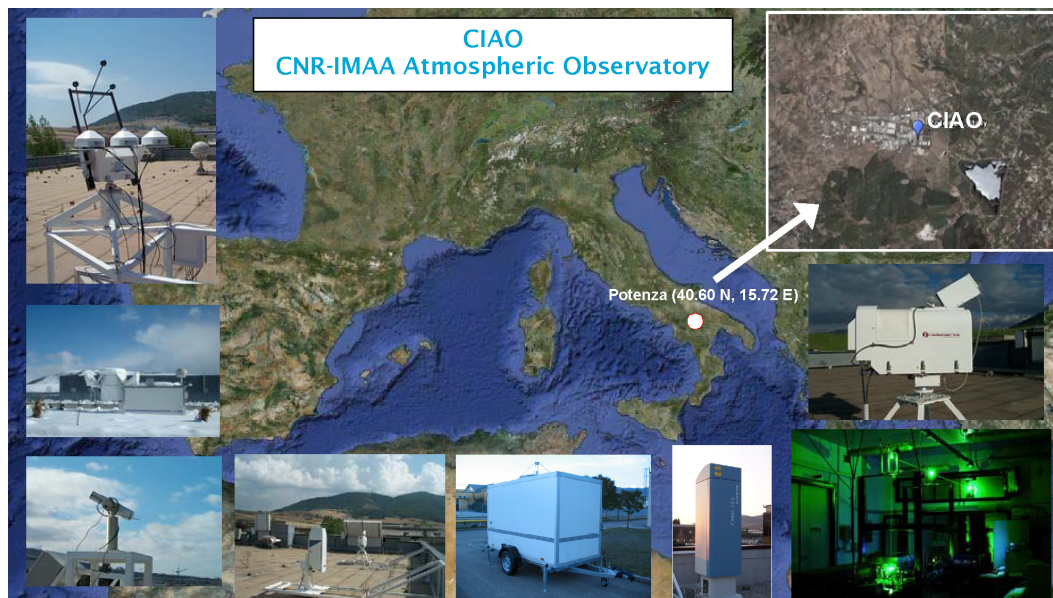 CIAO
CNR-IMAA Atmospheric Observatory
CIAO
Potenza (40.60 N, 15.72 E)